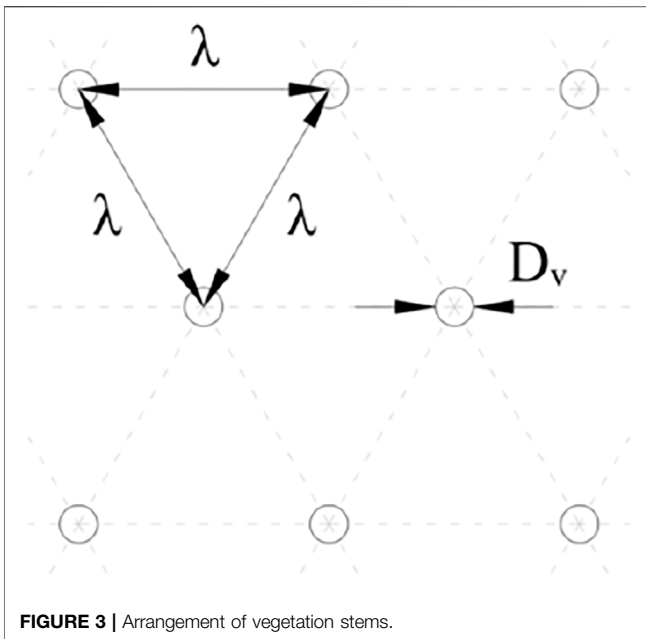 λ
λ
λ
Dᵥ
FIGURE 3 | Arrangement of vegetation stems.